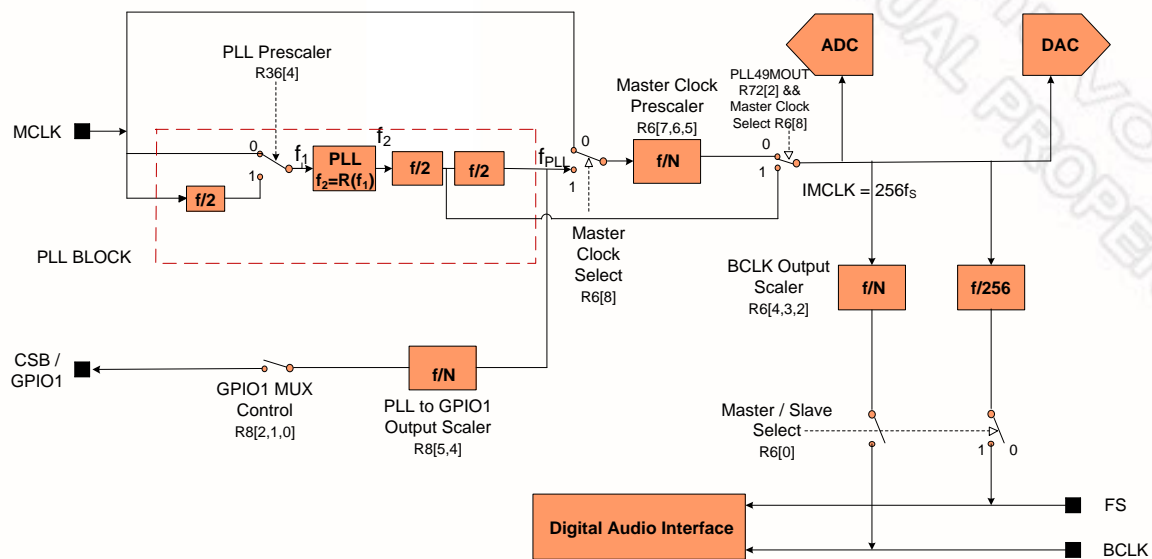 ADC
DAC
PLL Prescaler
R36[4]
MCLK
0
1
f1
PLL
f2=R(f1)
f2
f/2
f/2
f/2
fPLL
PLL BLOCK
0
1
Master
Clock
Select
R6[8]
Master Clock
Prescaler
R6[7,6,5]
f/N
PLL49MOUT
R72[2] &&
Master Clock
Select R6[8]
0
1
IMCLK = 256fS
BCLK Output
Scaler
R6[4,3,2]
f/N
f/256
CSB /
GPIO1
GPIO1 MUX
Control
R8[2,1,0]
f/N
PLL to GPIO1
Output Scaler
R8[5,4]
Master / Slave
Select
R6[0]
1
0
Digital Audio Interface
FS
BCLK